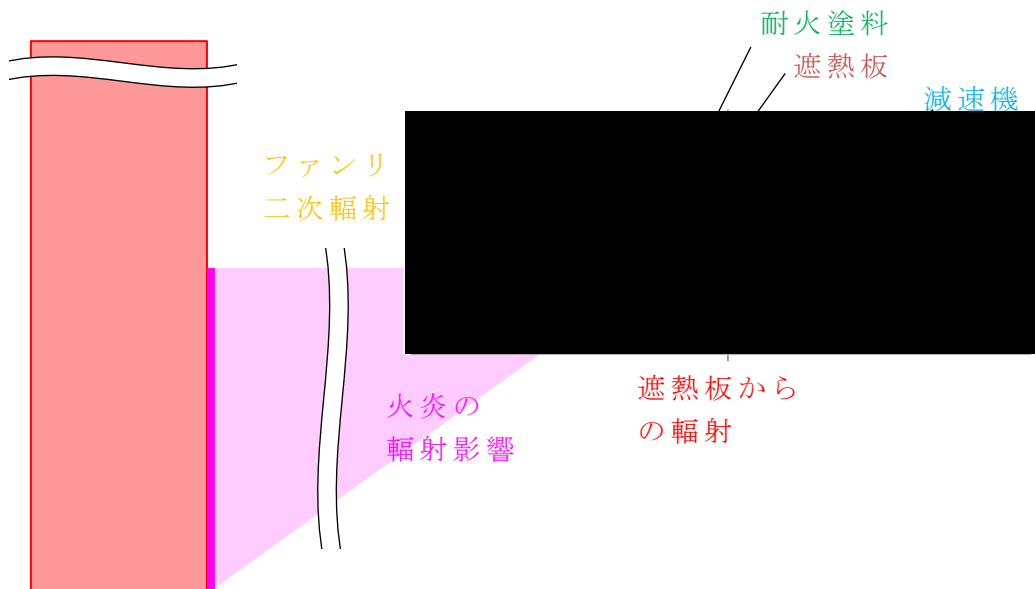 耐火塗料
遮熱板
減速機
ファンリ
二次輻射
火炎の
輻射影響
遮熱板から
の輻射